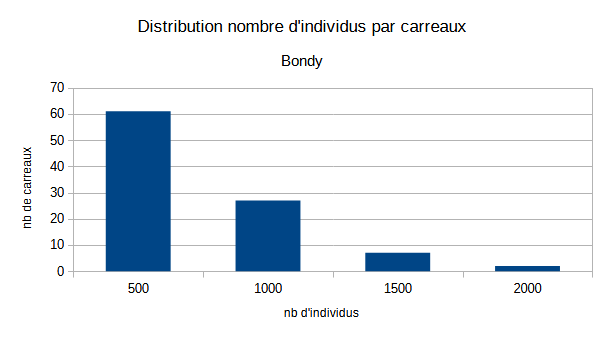 Distribution nombre d'individus par carreaux
Bondy
nb de carreaux
70
60
50
40
30
20
10
0
500 1000 1500 2000
nb d'individus